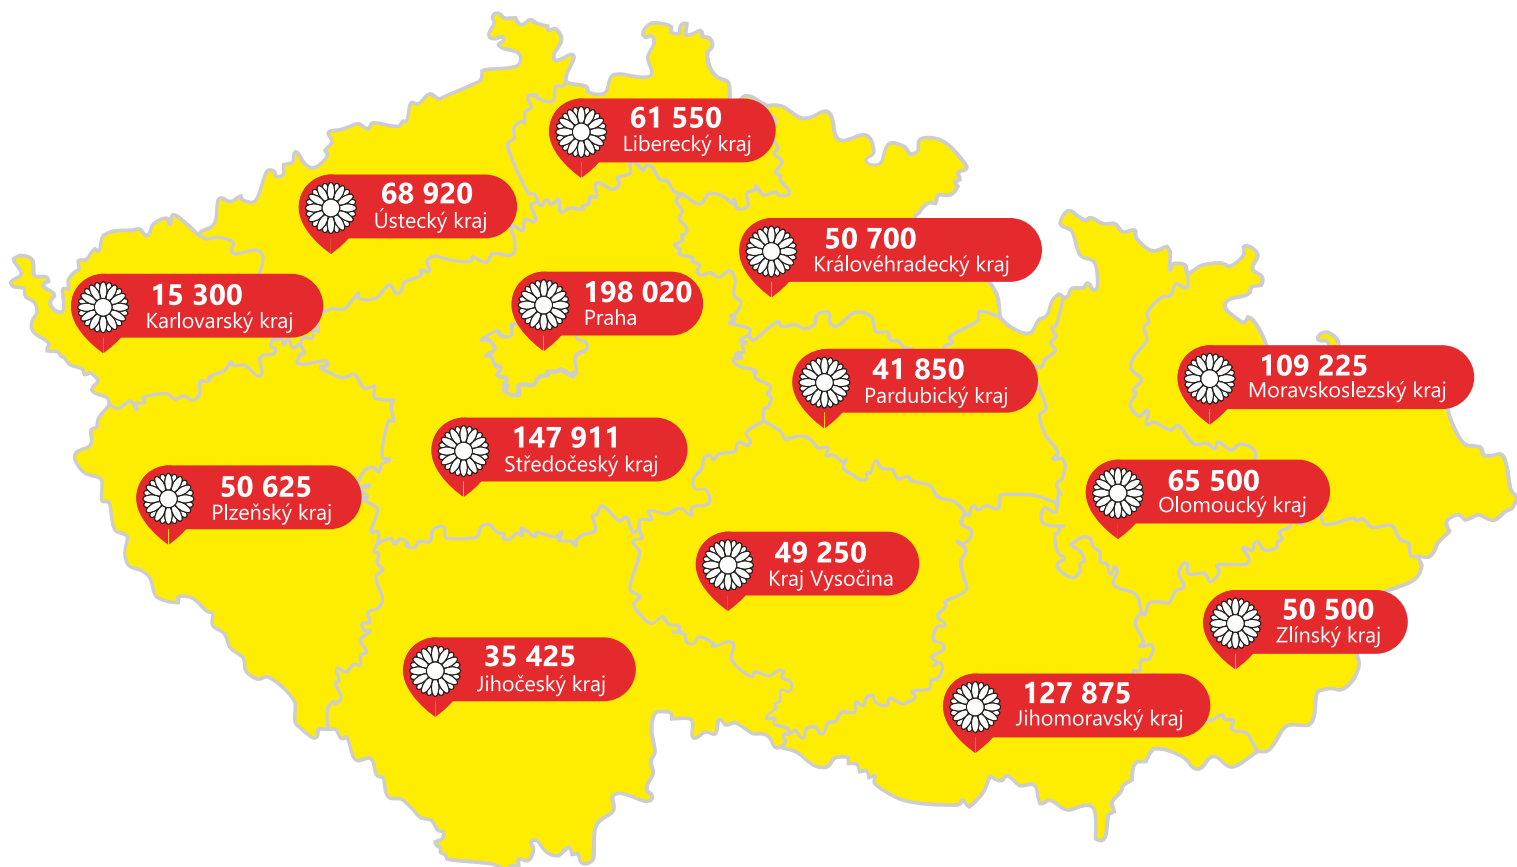 61 550
Liberecký kraj
68 920
Ústecký kraj
50 700
Královéhradecký kraj
15 300
Karlovarský kraj
198 020
Praha
41 850
Pardubický kraj
109 225
Moravskoslezský kraj
147 911
Středočeský kraj
50 625
Plzeňský kraj
65 500
Olomoucký kraj
49 250
Kraj Vysočina
50 500
Zlínský kraj
35 425
Jihočeský kraj
127 875
Jihomoravský kraj